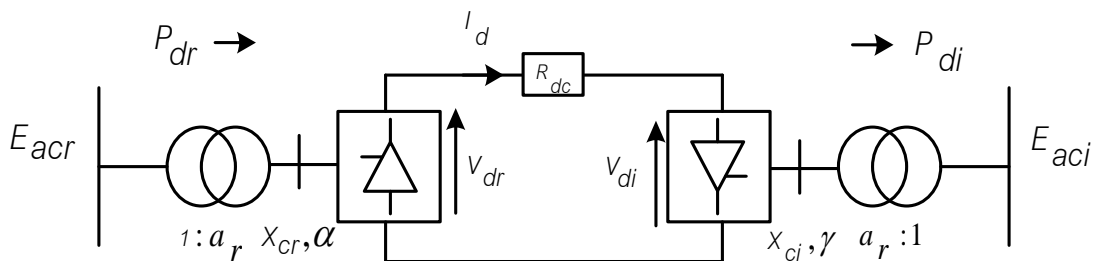 P_dr
I_d
P_di
R_dc
E_acr
V_dr
V_di
E_aci
1:a_r X_cr,α
X_ci,γ a_r:1